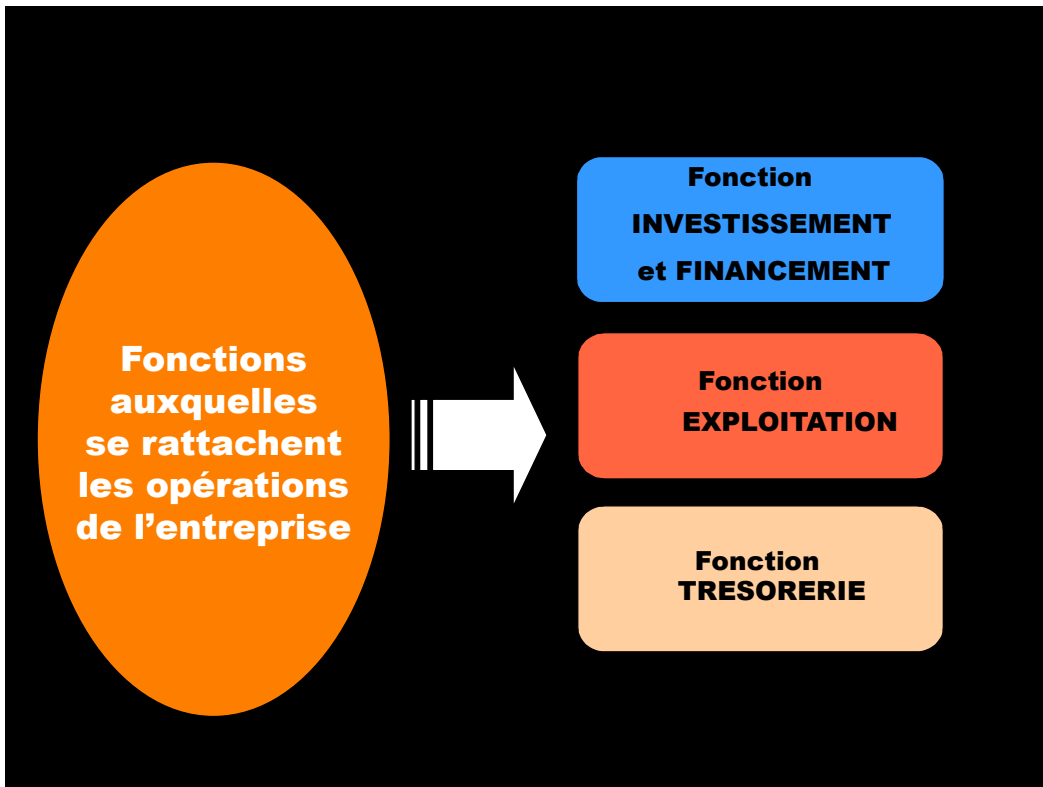 Fonctions
auxquelles
se rattachent
les opérations
de l’entreprise
Fonction
INVESTISSEMENT
et FINANCEMENT
Fonction
EXPLOITATION
Fonction
TRESORERIE